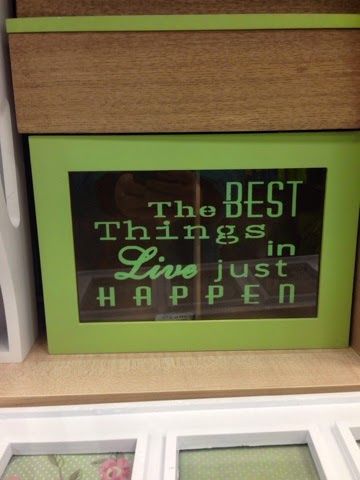 The BEST
Things
in
Live just
HAPPEN